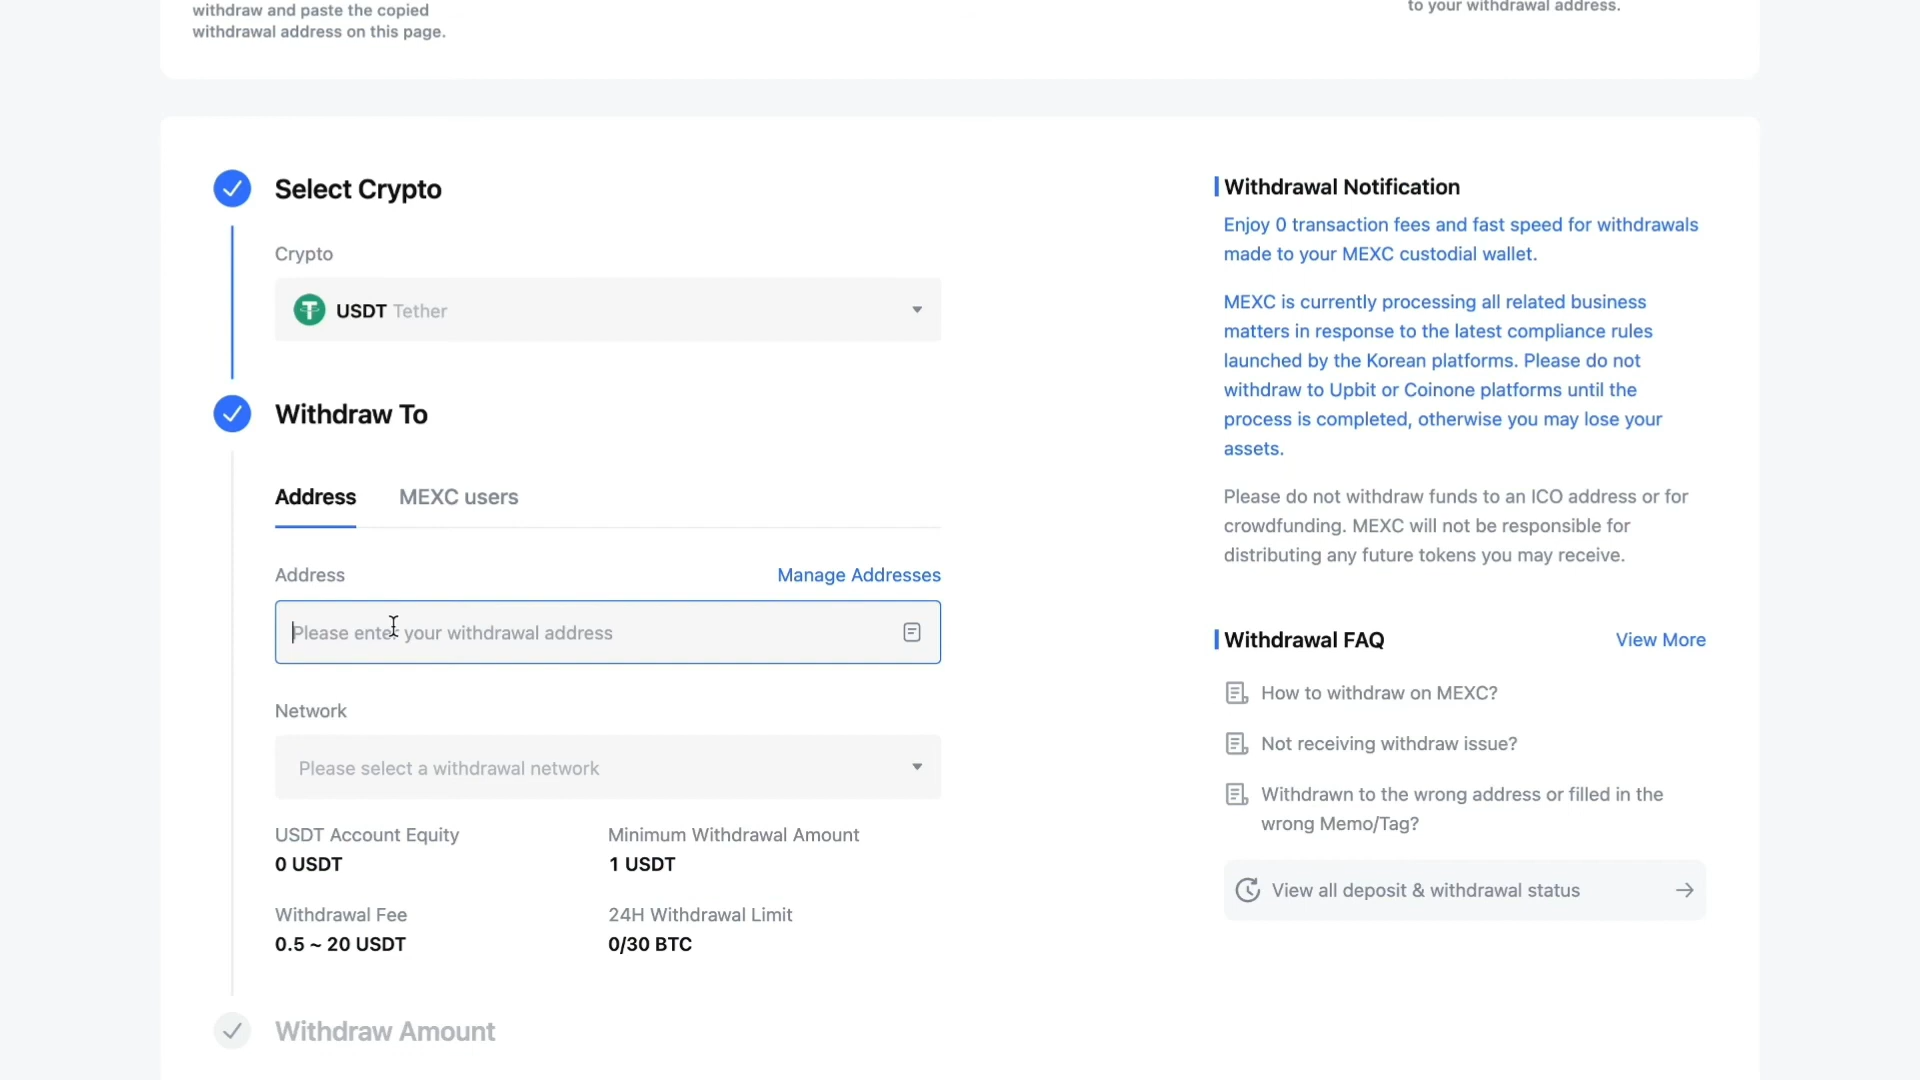 withdraw and paste the copied
withdrawal address on this page.
to your withdrawal address.
Select Crypto
Crypto
USDT Tether
Withdraw To
Address MEXC users
Address Manage Addresses
Please enter your withdrawal address
Network
Please select a withdrawal network
USDT Account Equity Minimum Withdrawal Amount
0 USDT 1 USDT
Withdrawal Fee 24H Withdrawal Limit
0.5 ~ 20 USDT 0/30 BTC
Withdraw Amount
Withdrawal Notification
Enjoy 0 transaction fees and fast speed for withdrawals
made to your MEXC custodial wallet.
MEXC is currently processing all related business
matters in response to the latest compliance rules
launched by the Korean platforms. Please do not
withdraw to Upbit or Coinone platforms until the
process is completed, otherwise you may lose your
assets.
Please do not withdraw funds to an ICO address or for
crowdfunding. MEXC will not be responsible for
distributing any future tokens you may receive.
Withdrawal FAQ View More
How to withdraw on MEXC?
Not receiving withdraw issue?
Withdrawn to the wrong address or filled in the
wrong Memo/Tag?
View all deposit & withdrawal status